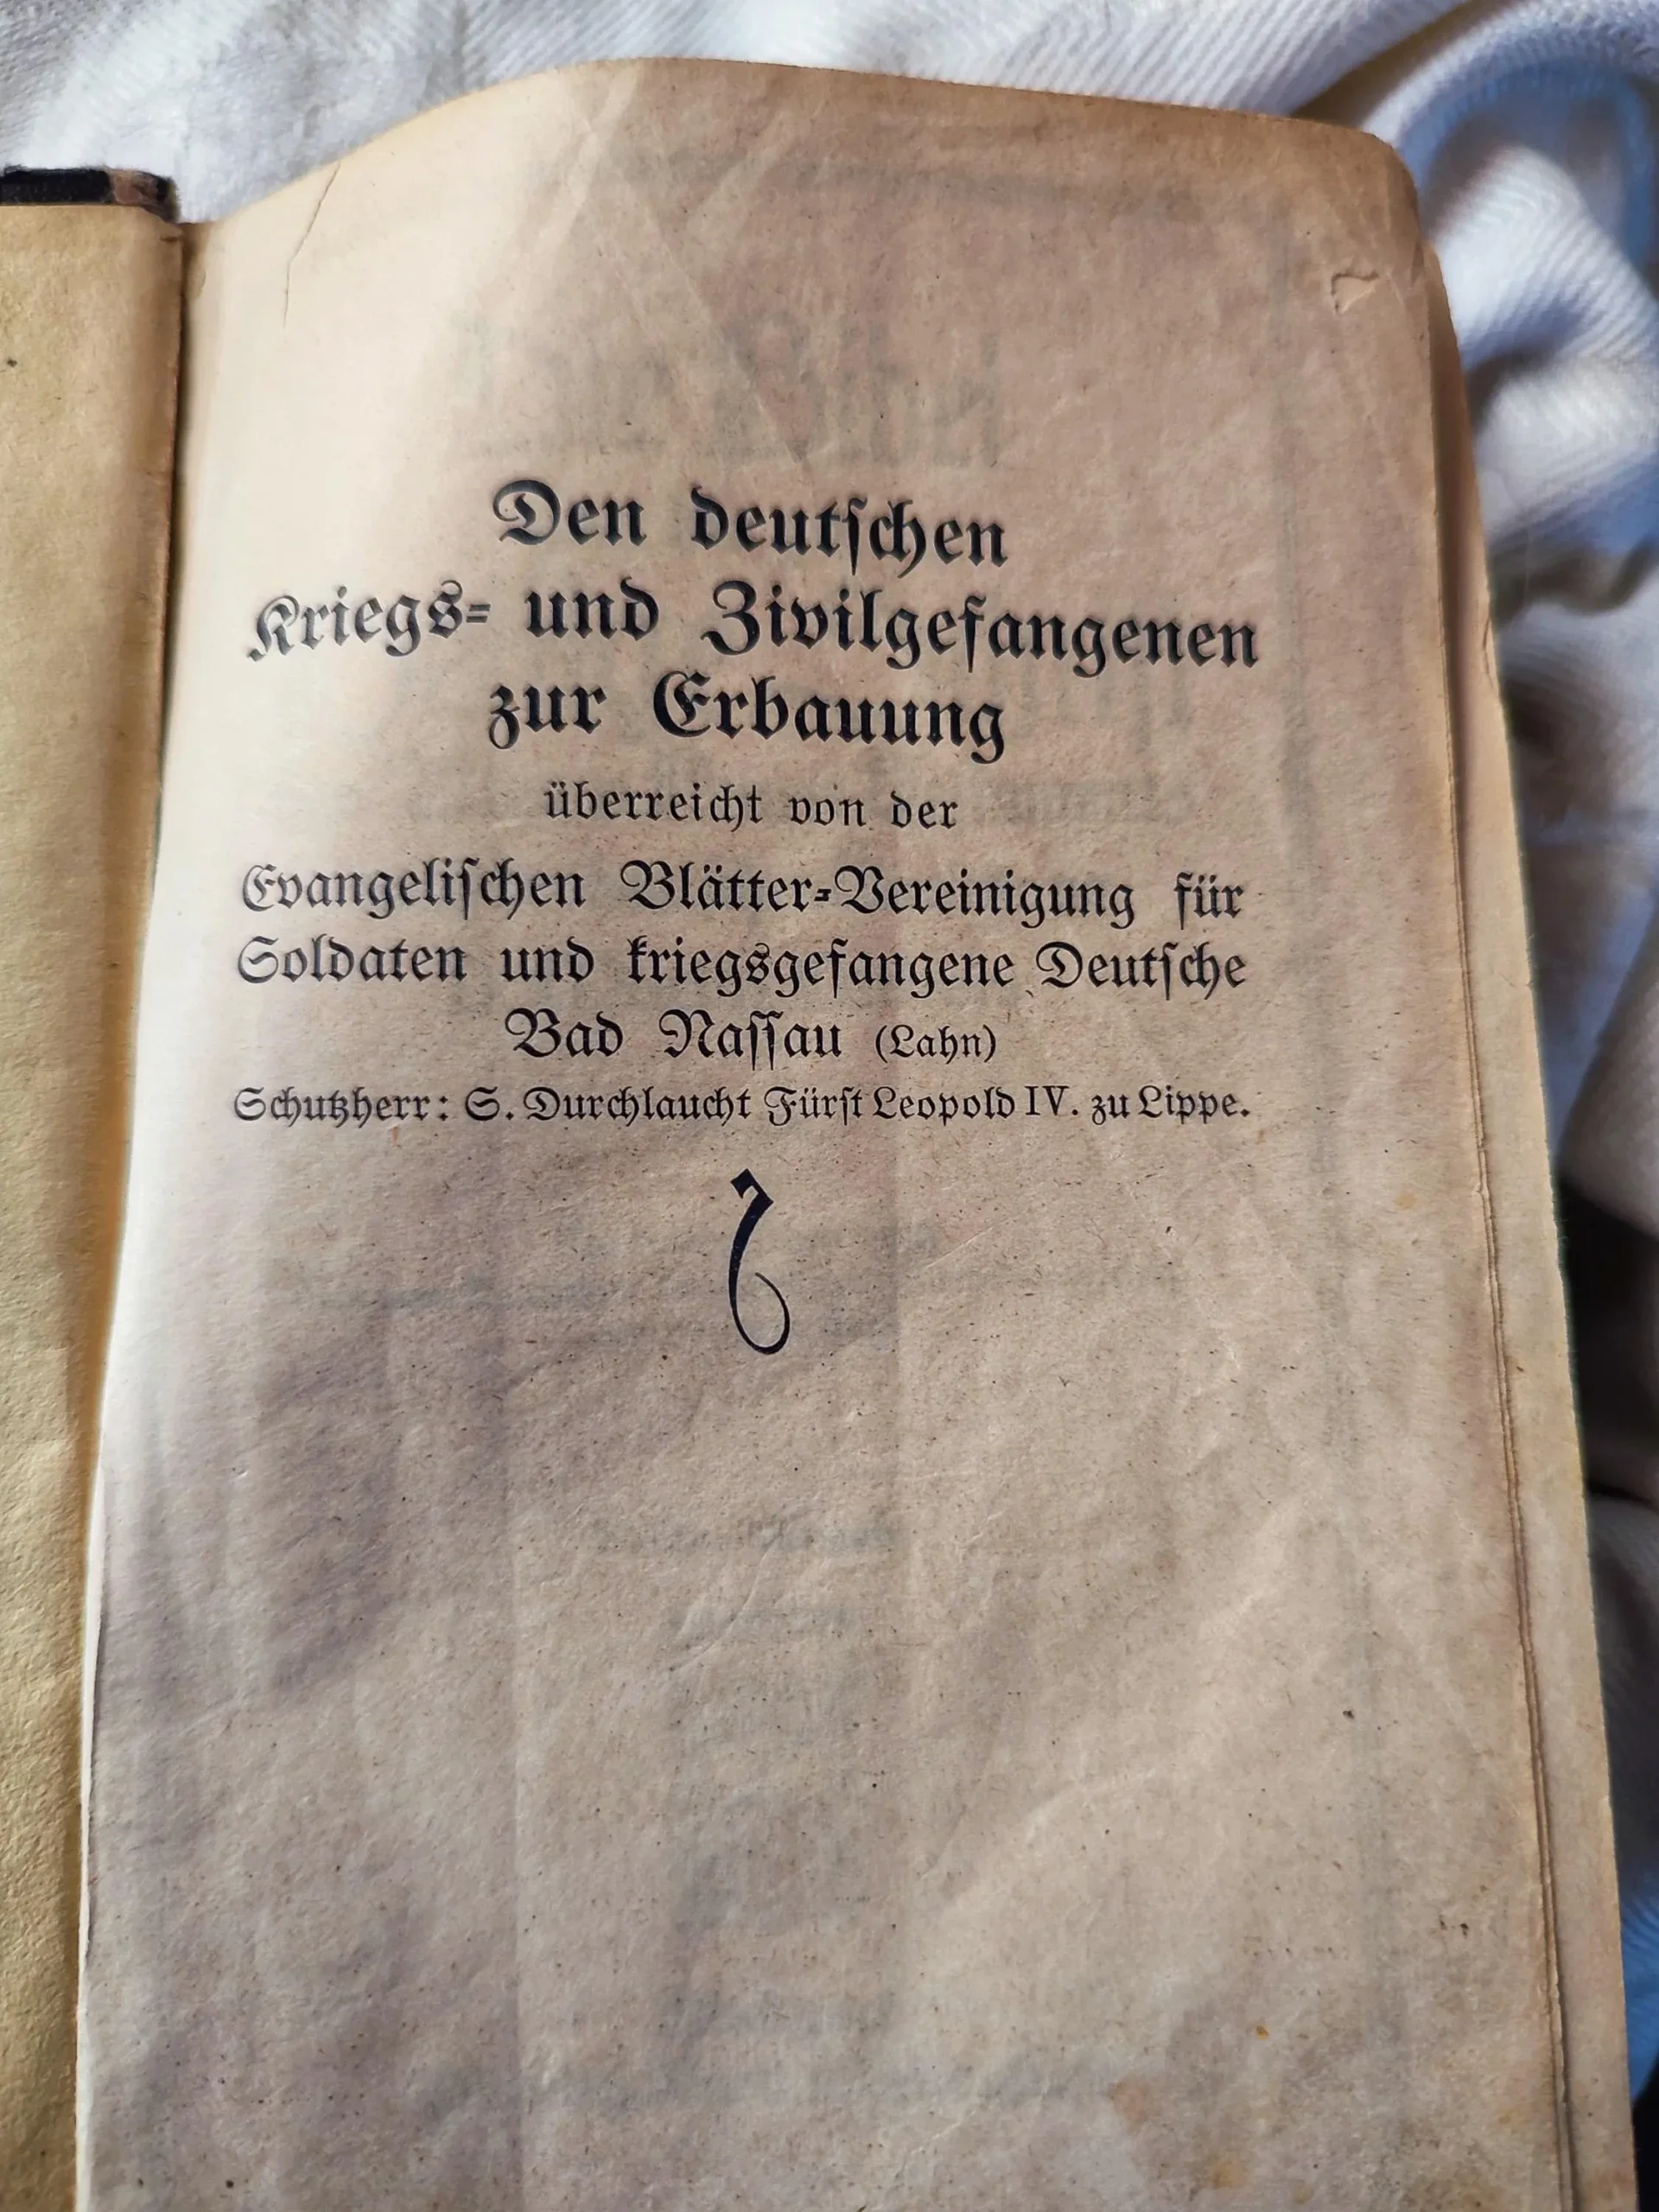 Den deutschen
Kriegs= und Zivilgefangenen
zur Erbauung
überreicht von der
Evangelischen Blätter=Vereinigung für
Soldaten und kriegsgefangene Deutsche
Bad Nassau (Lahn)
Schutzherr: S. Durchlaucht Fürst Leopold IV. zu Lippe.